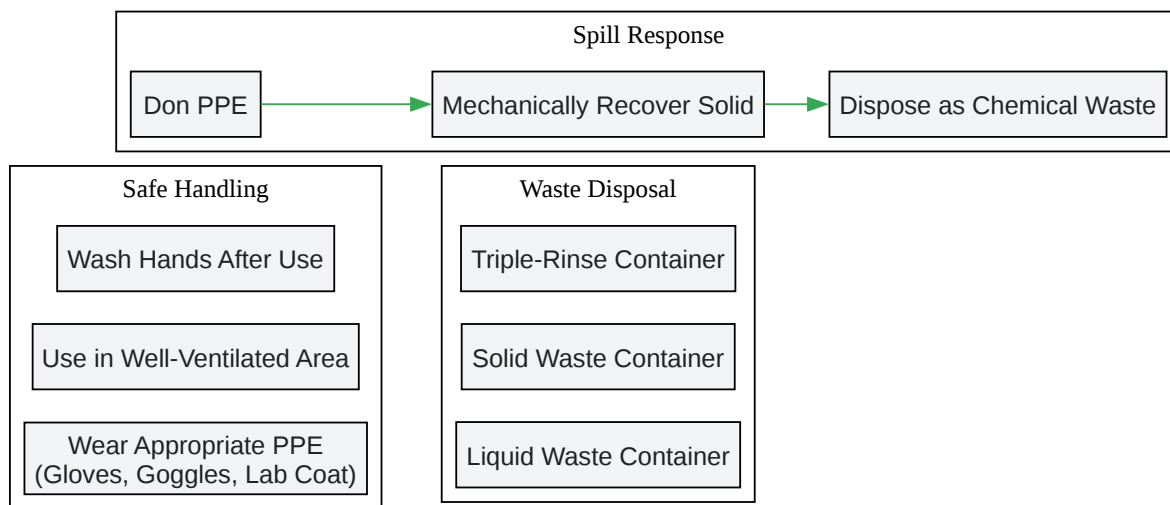 Spill Response
Don PPE
Mechanically Recover Solid
Dispose as Chemical Waste
Safe Handling
Wash Hands After Use
Use in Well-Ventilated Area
Wear Appropriate PPE
(Gloves, Goggles, Lab Coat)
Waste Disposal
Triple-Rinse Container
Solid Waste Container
Liquid Waste Container